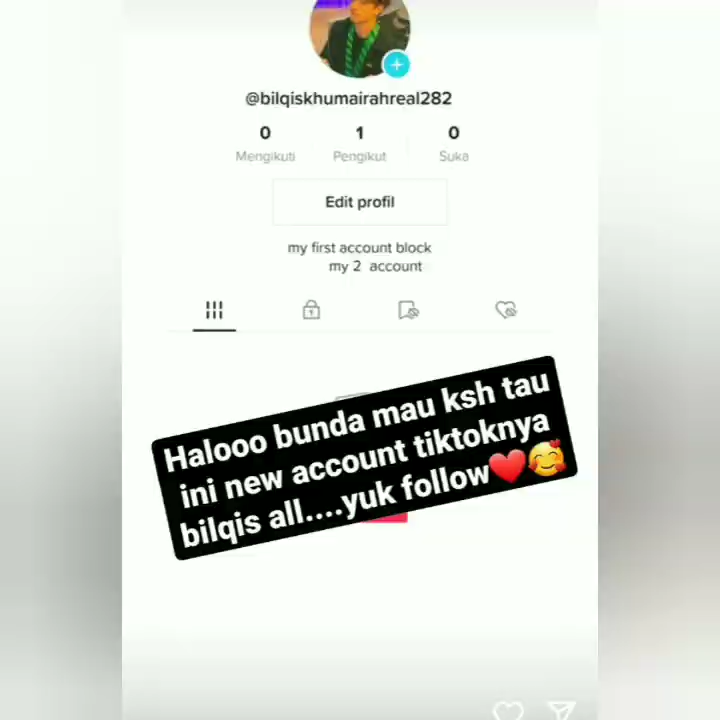 @bilqiskhumairahreal282
0 1 0
Mengikuti Pengikut Suka
Edit profil
my first account block
my 2 account
Halooo bunda mau ksh tau
ini new account tiktoknya
bilqis all....yuk follow❤️🥰